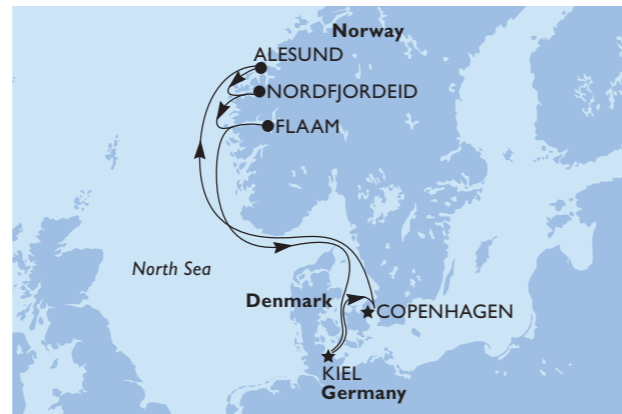 Norway
ALESUND
NORDFJORDEID
FLAAM
North Sea
Denmark
COPENHAGEN
KIEL
Germany